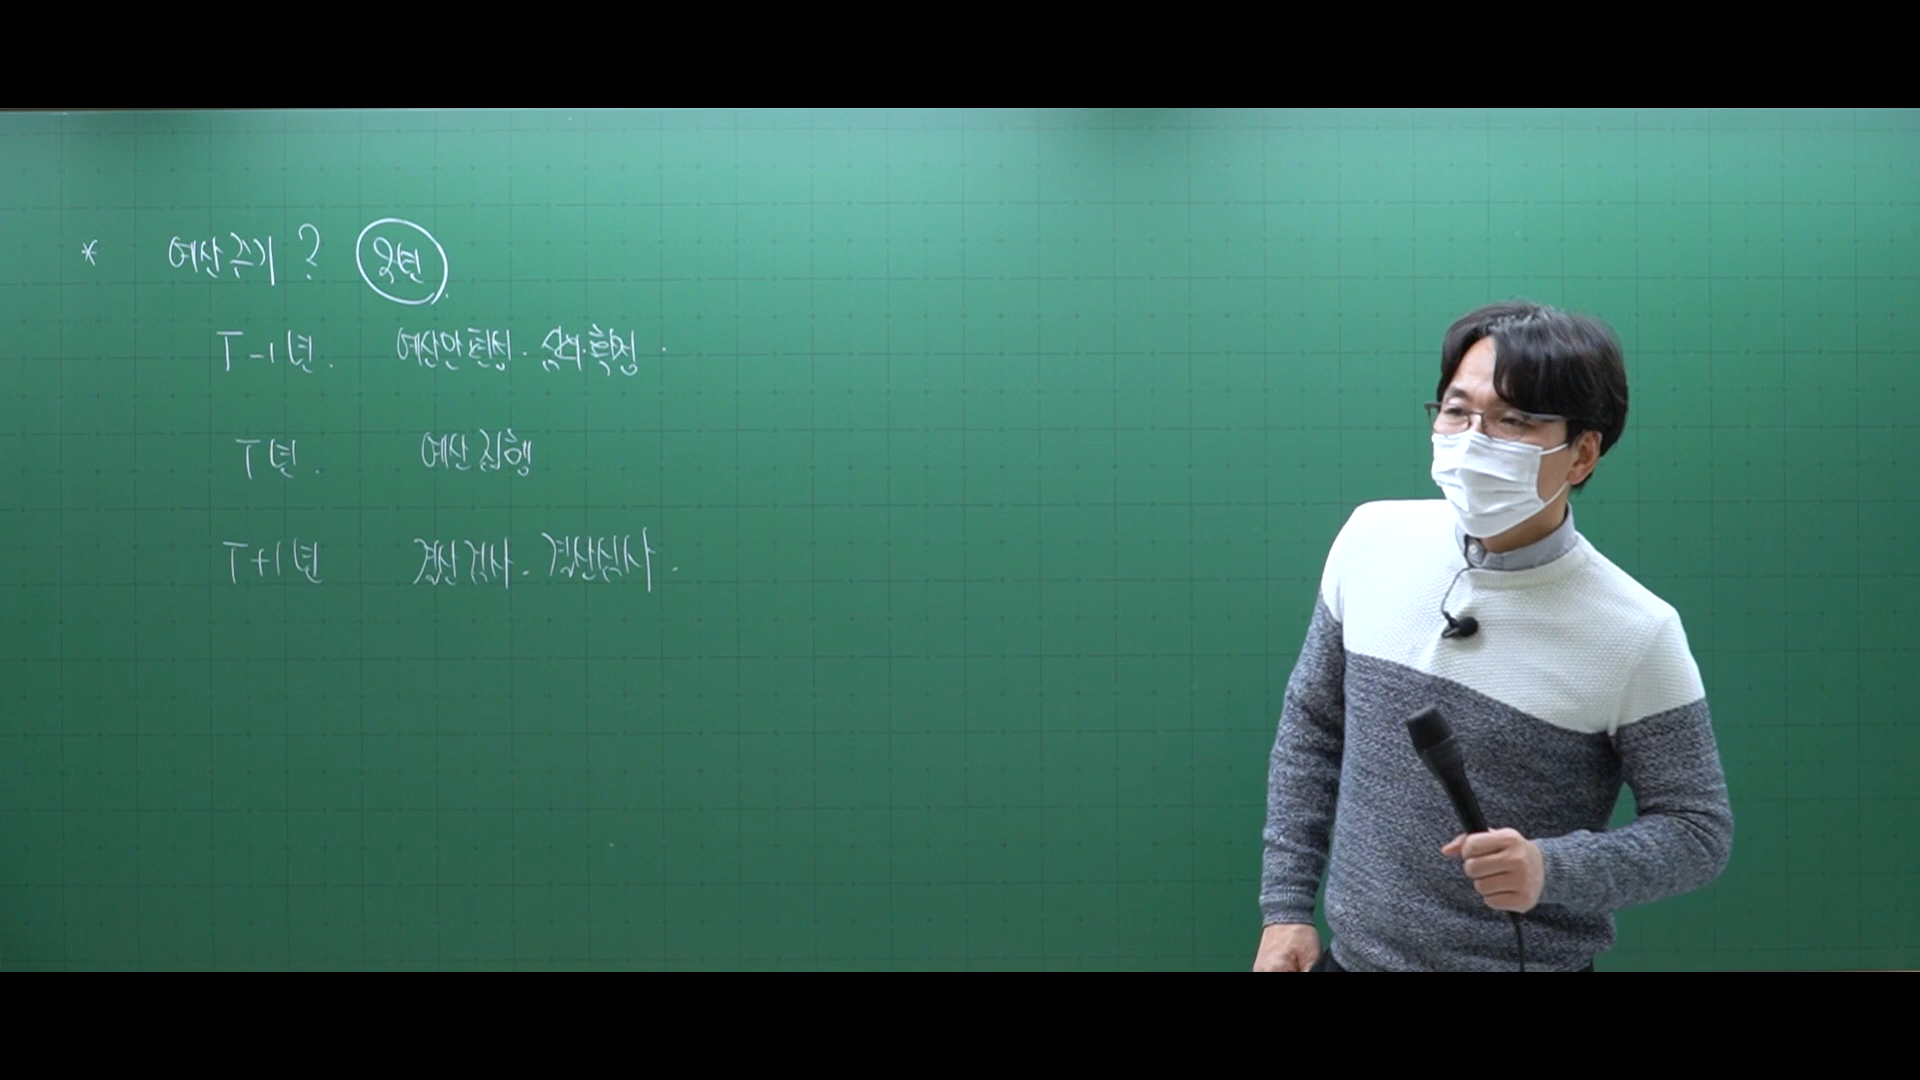 * 예산주기? 3년.
T-1년. 예산안편성. 심의·확정.
T년. 예산집행
T+1년 결산검사. 결산심사.